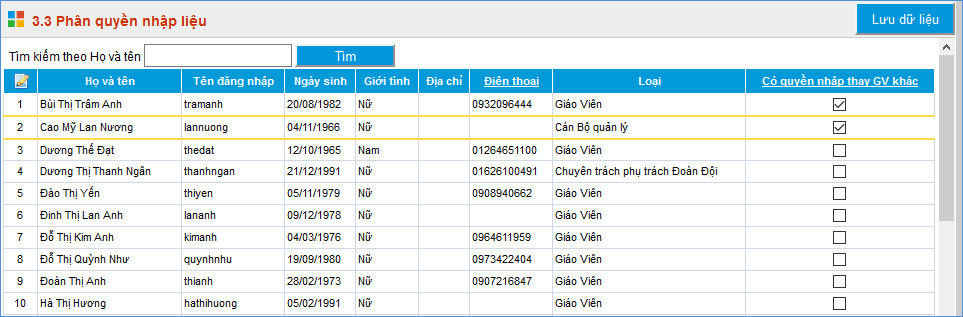 3.3 Phân quyền nhập liệu
Lưu dữ liệu
Tìm kiếm theo Họ và tên Tìm
Họ và tên Tên đăng nhập Ngày sinh Giới tính Địa chỉ Điện thoại Loại Có quyền nhập thay GV khác
1 Bùi Thị Trâm Anh tramanh 20/08/1982 Nữ 0932096444 Giáo Viên
2 Cao Mỹ Lan Nương lannuong 04/11/1966 Nữ Cán Bộ quản lý
3 Dương Thế Đạt thedat 12/10/1965 Nam 01264651100 Giáo Viên
4 Dương Thị Thanh Ngân thanhngan 21/12/1991 Nữ 01626100491 Chuyên trách phụ trách Đoàn Đội
5 Đào Thị Yến thiyen 05/11/1979 Nữ 0908940662 Giáo Viên
6 Đinh Thị Lan Anh lananh 09/12/1978 Nữ Giáo Viên
7 Đỗ Thị Kim Anh kimanh 04/03/1976 Nữ 0964611959 Giáo Viên
8 Đỗ Thị Quỳnh Như quynhnhu 19/09/1980 Nữ 0973422404 Giáo Viên
9 Đoàn Thị Anh thianh 28/02/1973 Nữ 0907216847 Giáo Viên
10 Hà Thị Hương hathihuong 05/02/1991 Nữ Giáo Viên